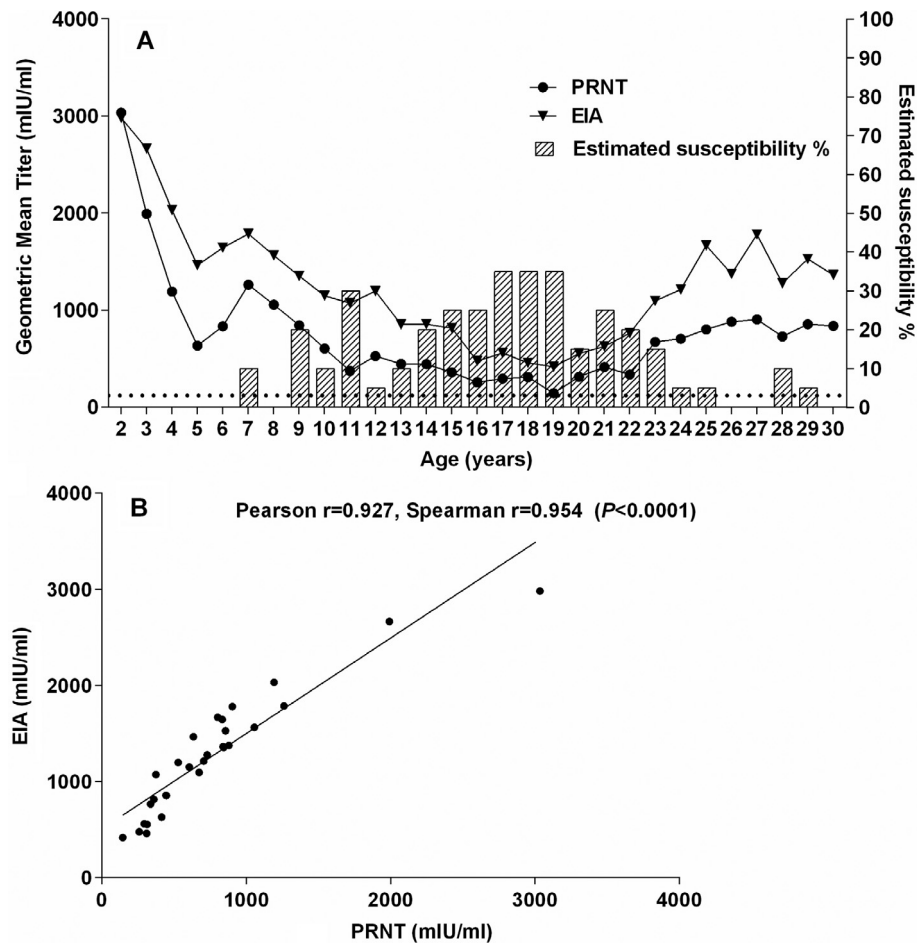 A
PRNT
EIA
Estimated susceptibility %
Geometric Mean Titer (mIU/ml)
4000
3000
2000
1000
0
Estimated susceptibility %
100
90
80
70
60
50
40
30
20
10
0
2 3 4 5 6 7 8 9 10 11 12 13 14 15 16 17 18 19 20 21 22 23 24 25 26 27 28 29 30
Age (years)
B
Pearson r=0.927, Spearman r=0.954 (P<0.0001)
EIA (mIU/ml)
4000
3000
2000
1000
0
0 1000 2000 3000 4000
PRNT (mIU/ml)